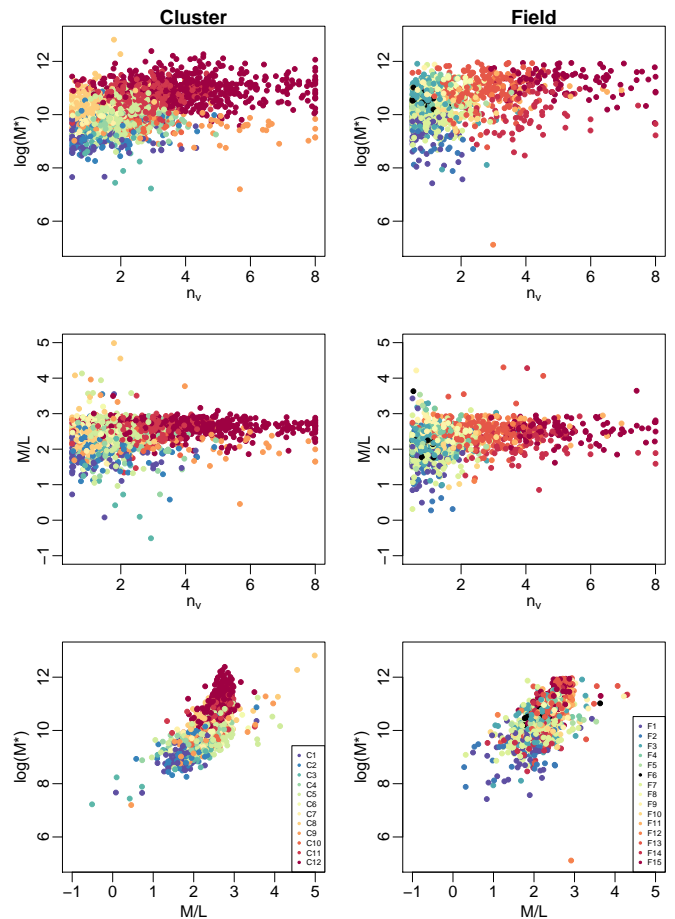 Cluster
Field
log(M*)
6 8 10 12
2 4 6 8
n_v
log(M*)
6 8 10 12
2 4 6 8
n_v
M/L
−1 0 1 2 3 4 5
2 4 6 8
n_v
M/L
−1 0 1 2 3 4 5
2 4 6 8
n_v
log(M*)
6 8 10 12
−1 0 1 2 3 4 5
M/L
C1
C2
C3
C4
C5
C6
C7
C8
C9
C10
C11
C12
log(M*)
6 8 10 12
−1 0 1 2 3 4 5
M/L
F1
F2
F3
F4
F5
F6
F7
F8
F9
F10
F11
F12
F13
F14
F15